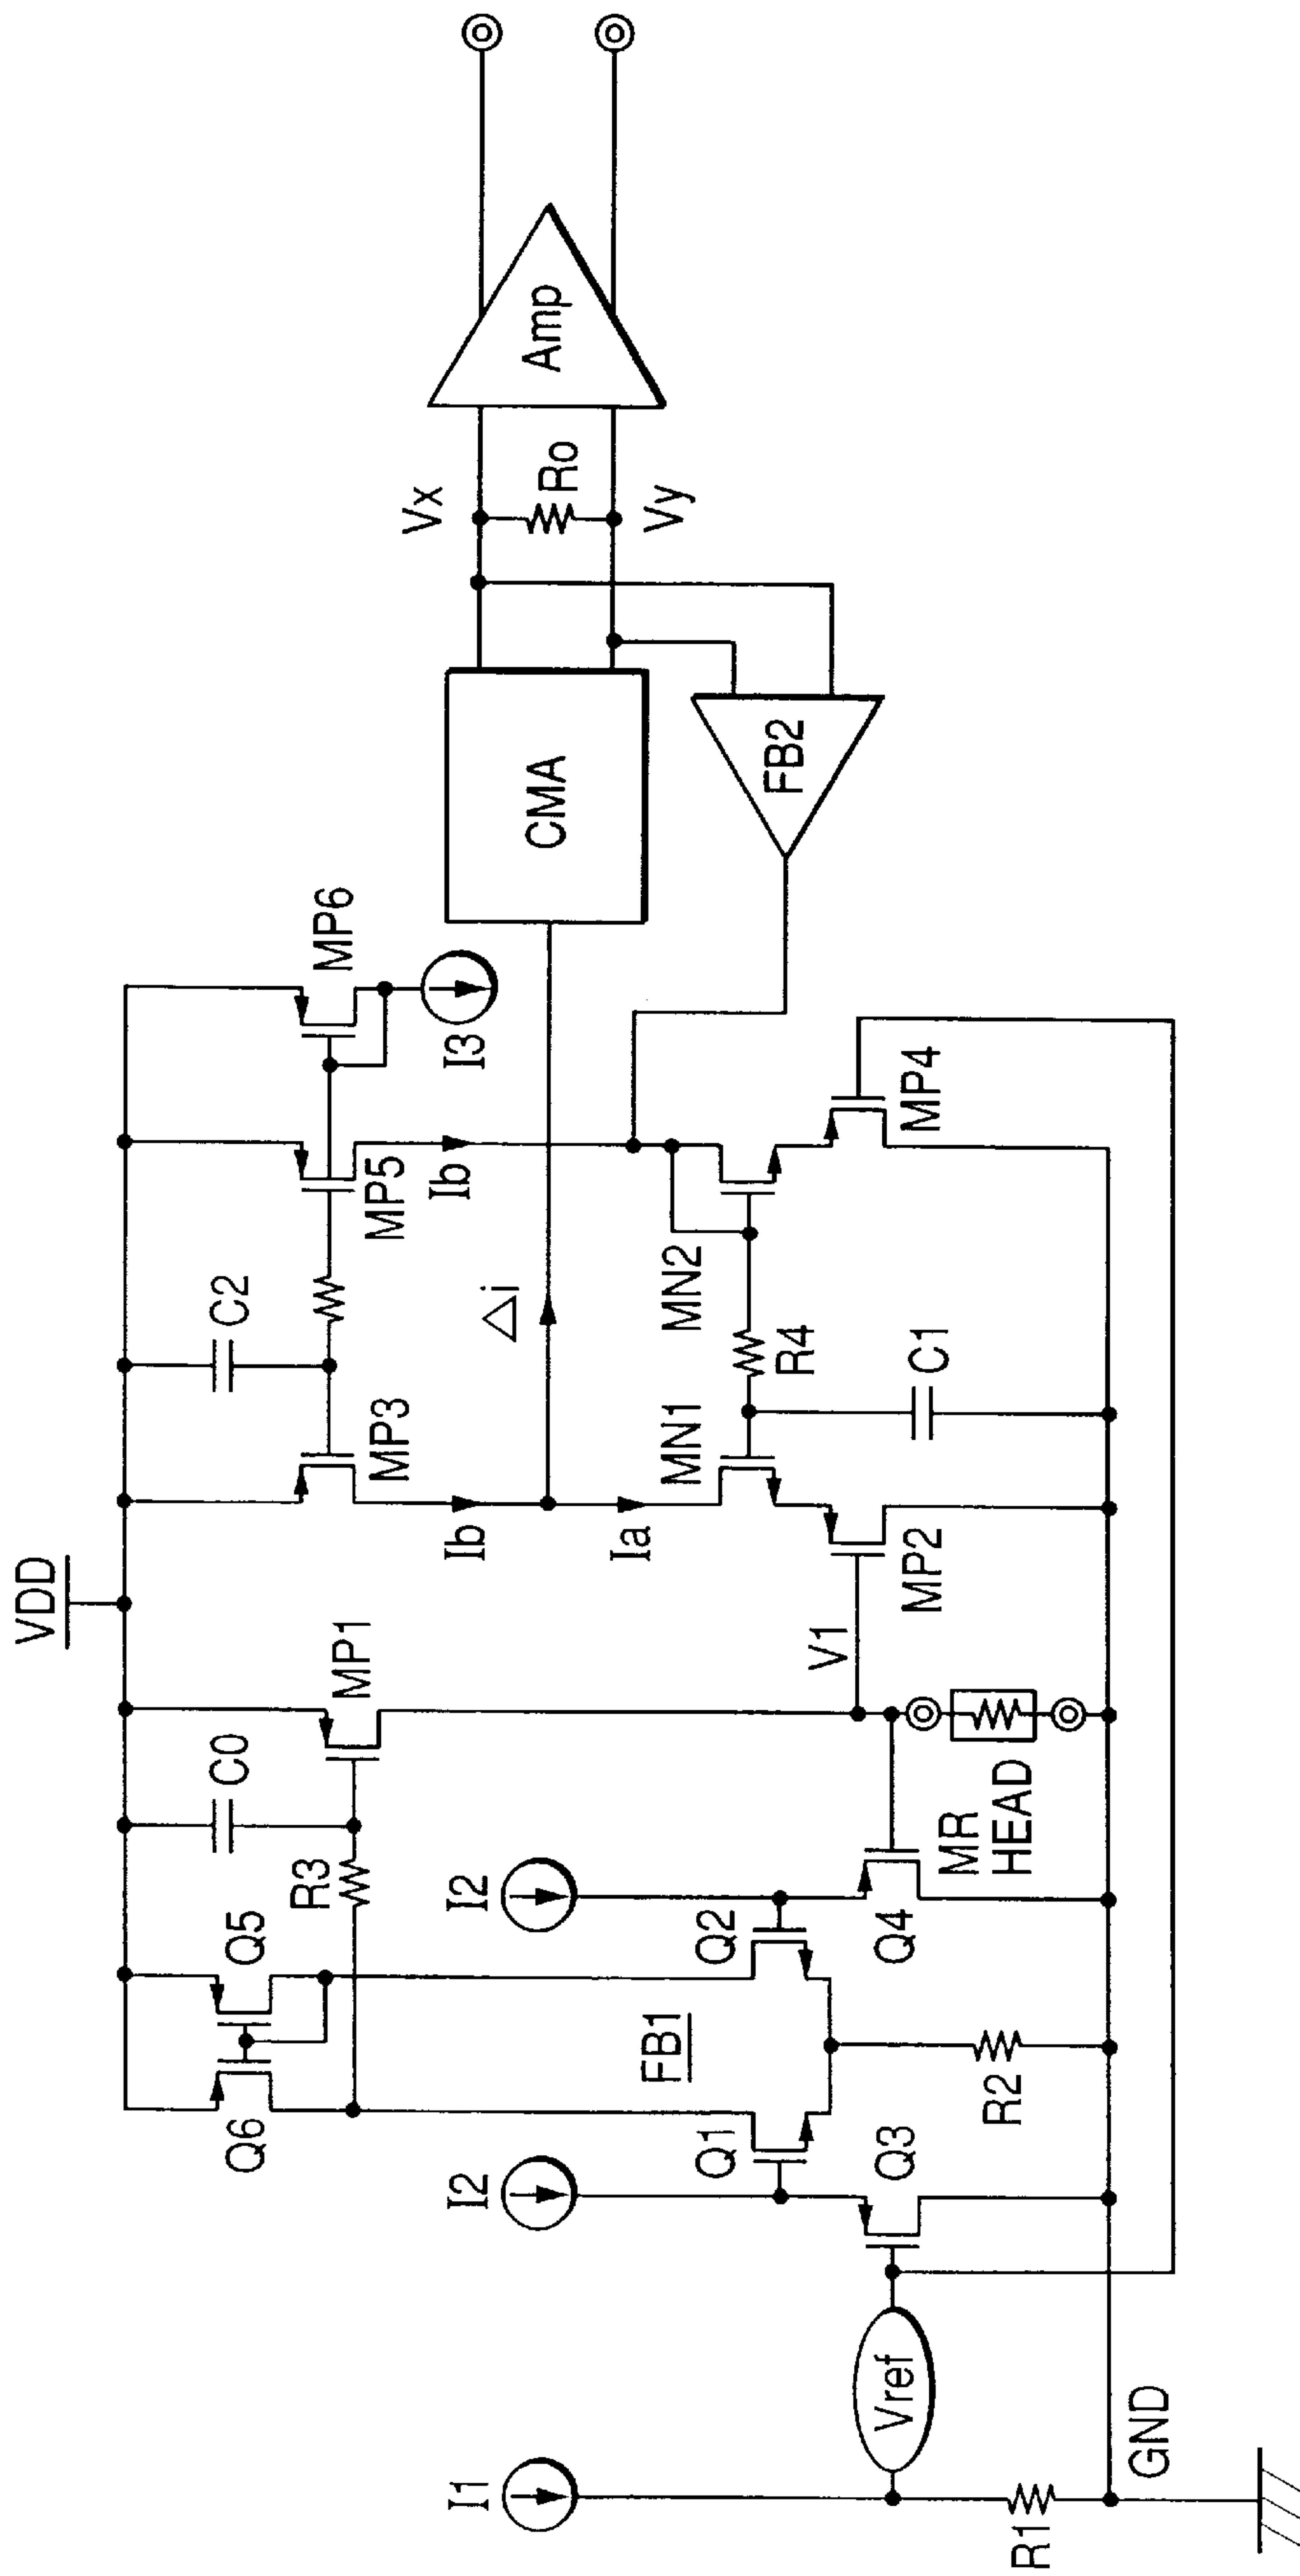 VDD
Q6
Q5
R3
C0
MP1
C2
MP3
MP5
MP6
I1
I2
I2
Ib
Ib
I3
△i
CMA
Vx
Vy
Ro
Amp
FB1
Ia
Q1
Q2
MN1
MN2
FB2
Vref
Q3
Q4
V1
R4
R1
R2
MR
HEAD
MP2
C1
MP4
GND